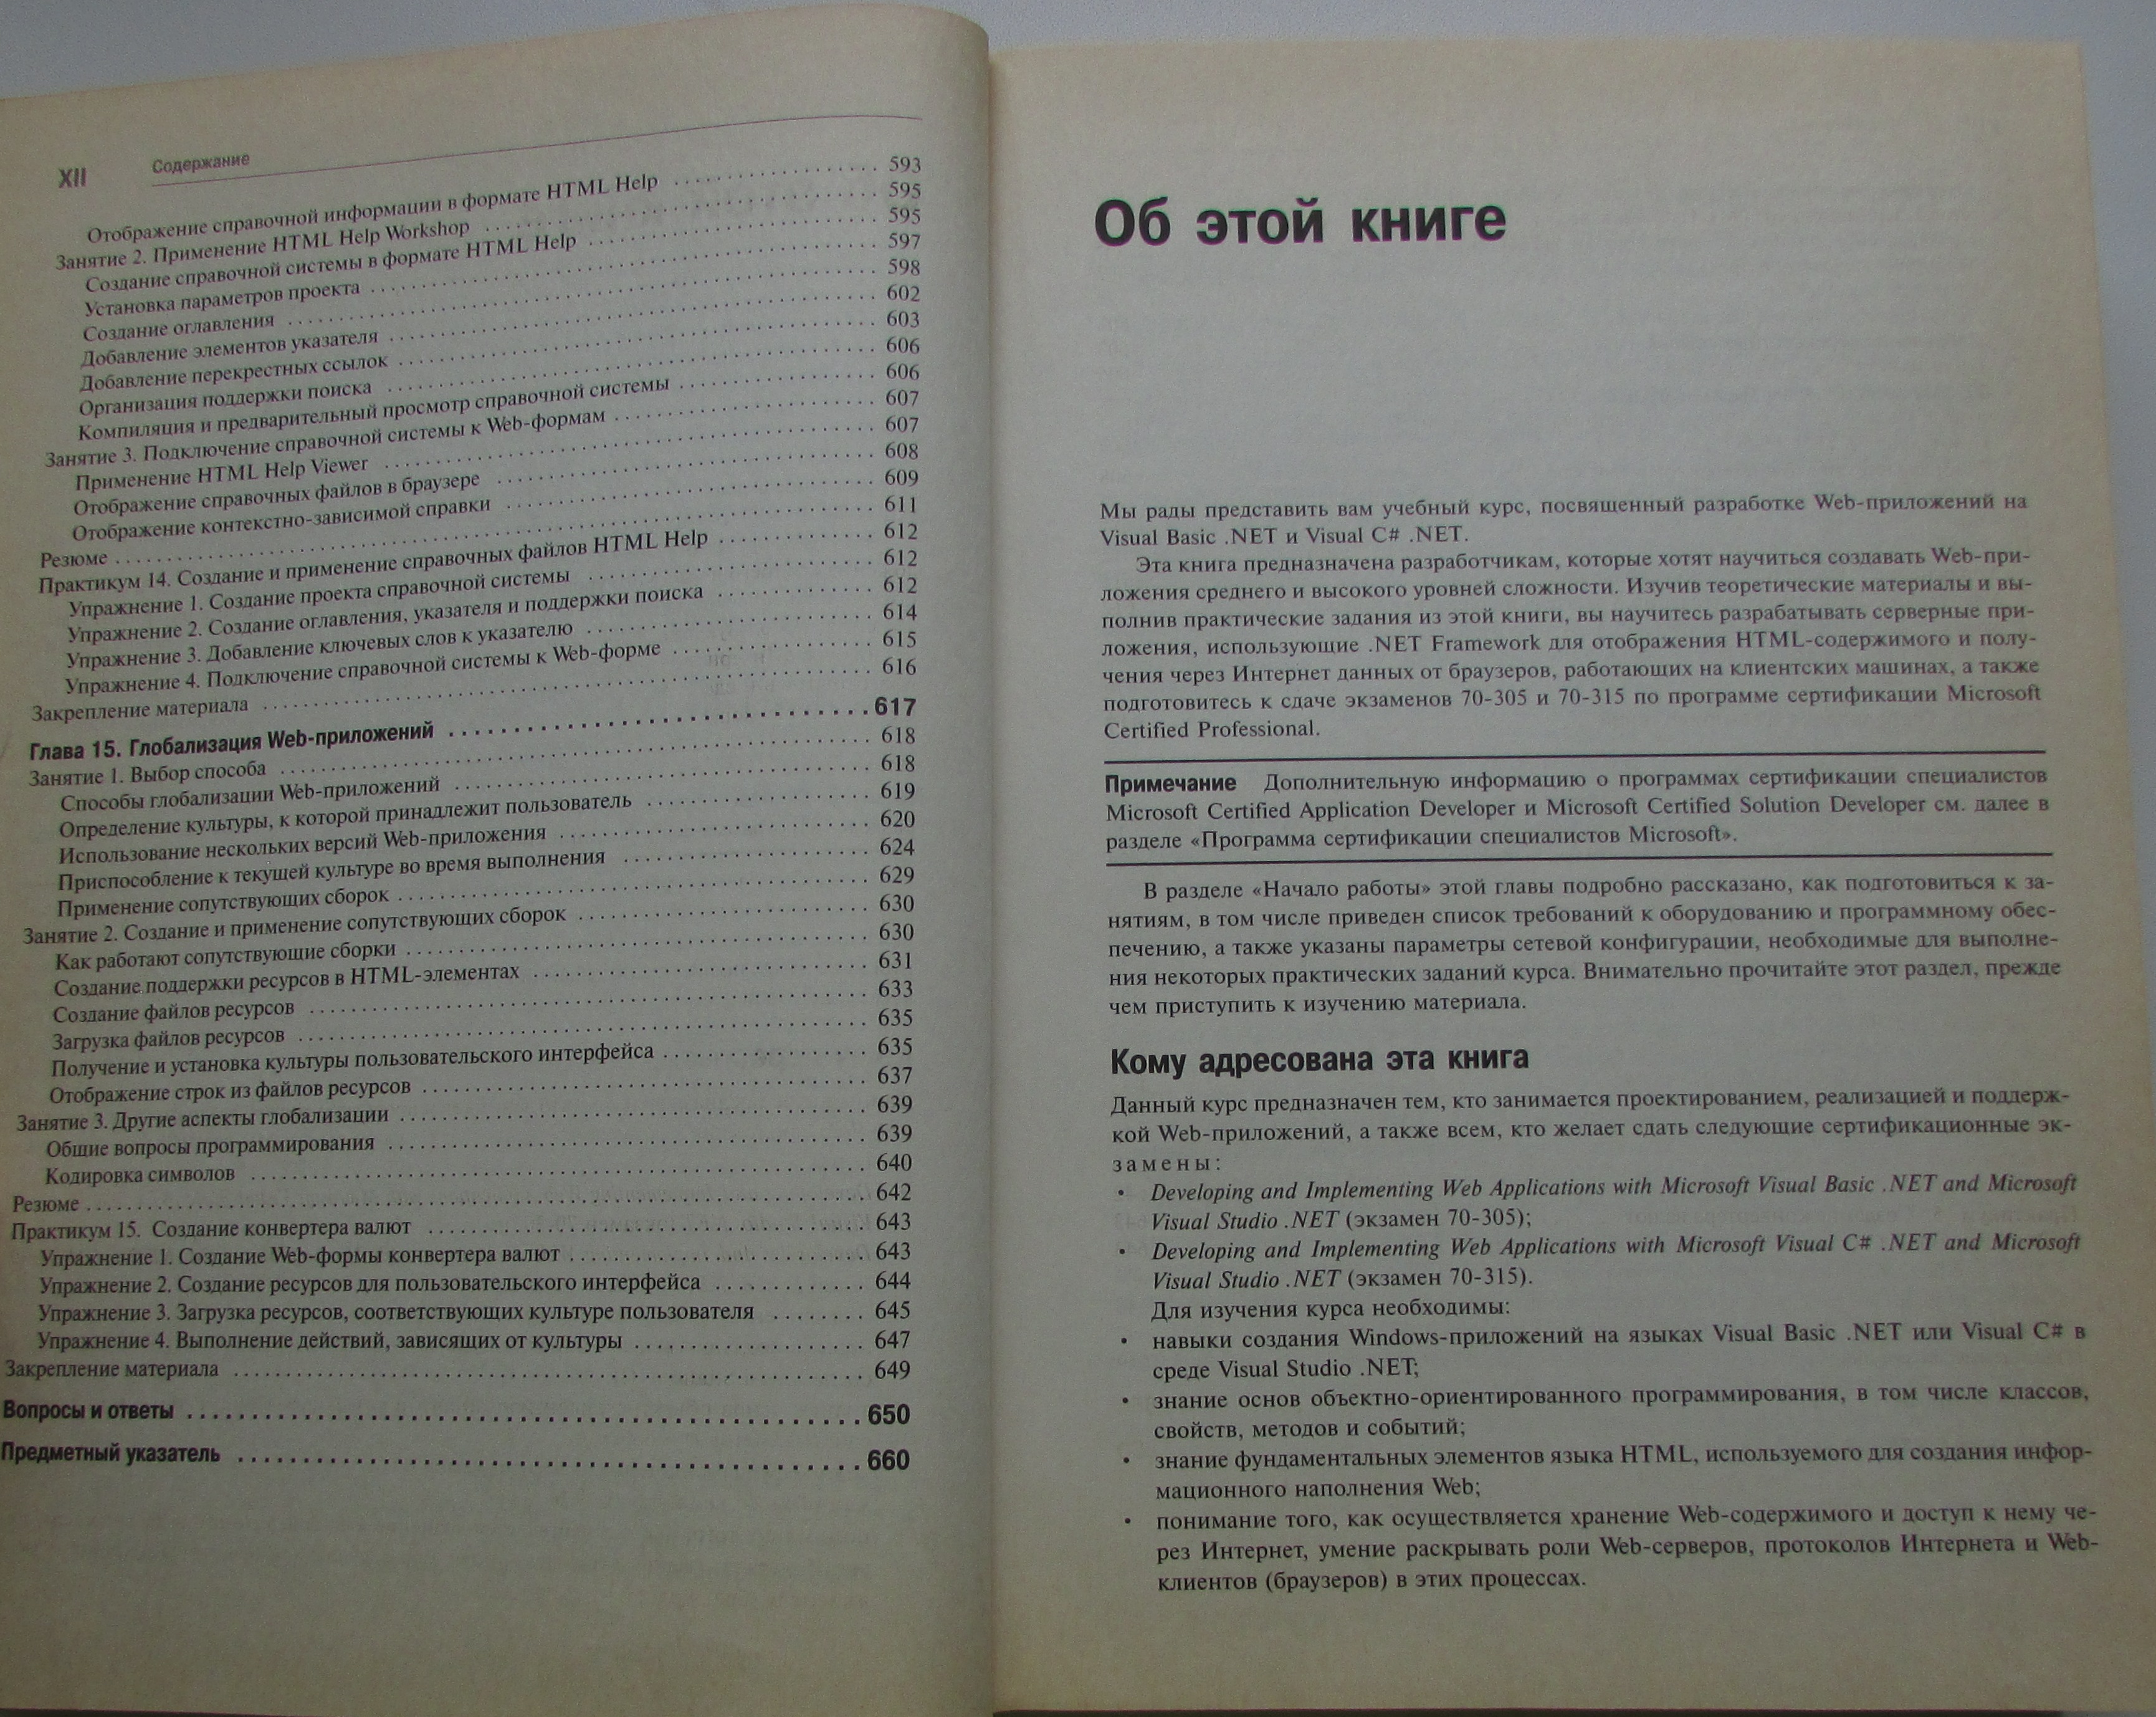 XII Содержание
Отображение справочной информации в формате HTML Help . . . . . . . . . . 593
Занятие 2. Применение HTML Help Workshop . . . . . . . . . . 595
Создание справочной системы в формате HTML Help . . . . . . . . . . 595
Установка параметров проекта . . . . . . . . . . 597
Создание оглавления . . . . . . . . . . 598
Добавление элементов указателя . . . . . . . . . . 602
Добавление перекрестных ссылок . . . . . . . . . . 603
Организация поддержки поиска . . . . . . . . . . 606
Компиляция и предварительный просмотр справочной системы . . . . . . . . . . 606
Занятие 3. Подключение справочной системы к Web-формам . . . . . . . . . . 607
Применение HTML Help Viewer . . . . . . . . . . 607
Отображение справочных файлов в браузере . . . . . . . . . . 608
Отображение контекстно-зависимой справки . . . . . . . . . . 609
Резюме . . . . . . . . . . 611
Практикум 14. Создание и применение справочных файлов HTML Help . . . . . . . . . . 612
Упражнение 1. Создание проекта справочной системы . . . . . . . . . . 612
Упражнение 2. Создание оглавления, указателя и поддержки поиска . . . . . . . . . . 612
Упражнение 3. Добавление ключевых слов к указателю . . . . . . . . . . 614
Упражнение 4. Подключение справочной системы к Web-форме . . . . . . . . . . 615
Закрепление материала . . . . . . . . . . 616
Глава 15. Глобализация Web-приложений . . . . . . . . . . 617
Занятие 1. Выбор способа . . . . . . . . . . 618
Способы глобализации Web-приложений . . . . . . . . . . 618
Определение культуры, к которой принадлежит пользователь . . . . . . . . . . 619
Использование нескольких версий Web-приложения . . . . . . . . . . 620
Приспособление к текущей культуре во время выполнения . . . . . . . . . . 624
Применение сопутствующих сборок . . . . . . . . . . 629
Занятие 2. Создание и применение сопутствующих сборок . . . . . . . . . . 630
Как работают сопутствующие сборки . . . . . . . . . . 630
Создание поддержки ресурсов в HTML-элементах . . . . . . . . . . 631
Создание файлов ресурсов . . . . . . . . . . 633
Загрузка файлов ресурсов . . . . . . . . . . 635
Получение и установка культуры пользовательского интерфейса . . . . . . . . . . 635
Отображение строк из файлов ресурсов . . . . . . . . . . 637
Занятие 3. Другие аспекты глобализации . . . . . . . . . . 639
Общие вопросы программирования . . . . . . . . . . 639
Кодировка символов . . . . . . . . . . 640
Резюме . . . . . . . . . . 642
Практикум 15. Создание конвертера валют . . . . . . . . . . 643
Упражнение 1. Создание Web-формы конвертера валют . . . . . . . . . . 643
Упражнение 2. Создание ресурсов для пользовательского интерфейса . . . . . . . . . . 644
Упражнение 3. Загрузка ресурсов, соответствующих культуре пользователя . . . . . . . 645
Упражнение 4. Выполнение действий, зависящих от культуры . . . . . . . . . . 647
Закрепление материала . . . . . . . . . . 649
Вопросы и ответы . . . . . . . . . . 650
Предметный указатель . . . . . . . . . . 660
Об этой книге
Мы рады представить вам учебный курс, посвященный разработке Web-приложений на
Visual Basic .NET и Visual C# .NET.
Эта книга предназначена разработчикам, которые хотят научиться создавать Web-при-
ложения среднего и высокого уровней сложности. Изучив теоретические материалы и вы-
полнив практические задания из этой книги, вы научитесь разрабатывать серверные при-
ложения, использующие .NET Framework для отображения HTML-содержимого и полу-
чения через Интернет данных от браузеров, работающих на клиентских машинах, а также
подготовитесь к сдаче экзаменов 70-305 и 70-315 по программе сертификации Microsoft
Certified Professional.
Примечание Дополнительную информацию о программах сертификации специалистов
Microsoft Certified Application Developer и Microsoft Certified Solution Developer см. далее в
разделе «Программа сертификации специалистов Microsoft».
В разделе «Начало работы» этой главы подробно рассказано, как подготовиться к за-
нятиям, в том числе приведен список требований к оборудованию и программному обес-
печению, а также указаны параметры сетевой конфигурации, необходимые для выполне-
ния некоторых практических заданий курса. Внимательно прочитайте этот раздел, прежде
чем приступить к изучению материала.
Кому адресована эта книга
Данный курс предназначен тем, кто занимается проектированием, реализацией и поддерж-
кой Web-приложений, а также всем, кто желает сдать следующие сертификационные эк-
замены:
• Developing and Implementing Web Applications with Microsoft Visual Basic .NET and Microsoft
Visual Studio .NET (экзамен 70-305);
• Developing and Implementing Web Applications with Microsoft Visual C# .NET and Microsoft
Visual Studio .NET (экзамен 70-315).
Для изучения курса необходимы:
• навыки создания Windows-приложений на языках Visual Basic .NET или Visual C# в
среде Visual Studio .NET;
• знание основ объектно-ориентированного программирования, в том числе классов,
свойств, методов и событий;
• знание фундаментальных элементов языка HTML, используемого для создания инфор-
мационного наполнения Web;
• понимание того, как осуществляется хранение Web-содержимого и доступ к нему че-
рез Интернет, умение раскрывать роли Web-серверов, протоколов Интернета и Web-
клиентов (браузеров) в этих процессах.